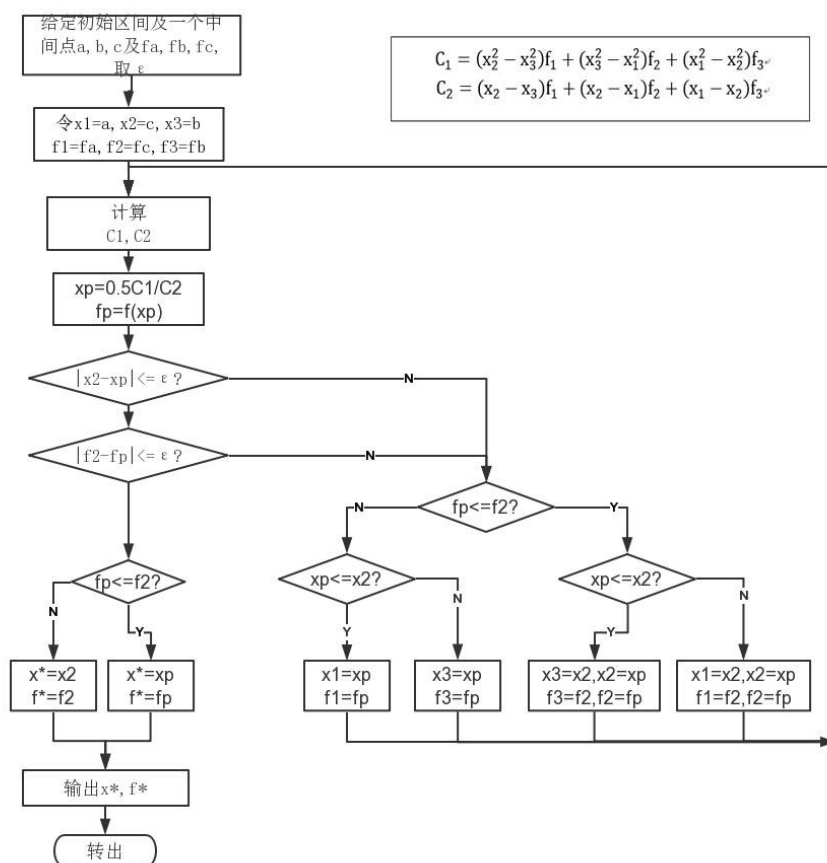 给定初始区间及一个中
间点a,b,c及fa,fb,fc,
取 ε
C₁ = (x₂² − x₃²)f₁ + (x₃² − x₁²)f₂ + (x₁² − x₂²)f₃
C₂ = (x₂ − x₃)f₁ + (x₂ − x₁)f₂ + (x₁ − x₂)f₃
令x1=a,x2=c,x3=b
f1=fa,f2=fc,f3=fb
计算
C1,C2
xp=0.5C1/C2
fp=f(xp)
|x2-xp|<=ε?
N
|f2-fp|<=ε?
N
fp<=f2?
N
Y
fp<=f2?
N
Y
xp<=x2?
Y
N
xp<=x2?
Y
N
x*=x2
f*=f2
x*=xp
f*=fp
x1=xp
f1=fp
x3=xp
f3=fp
x3=x2,x2=xp
f3=f2,f2=fp
x1=x2,x2=xp
f1=f2,f2=fp
输出x*,f*
转出